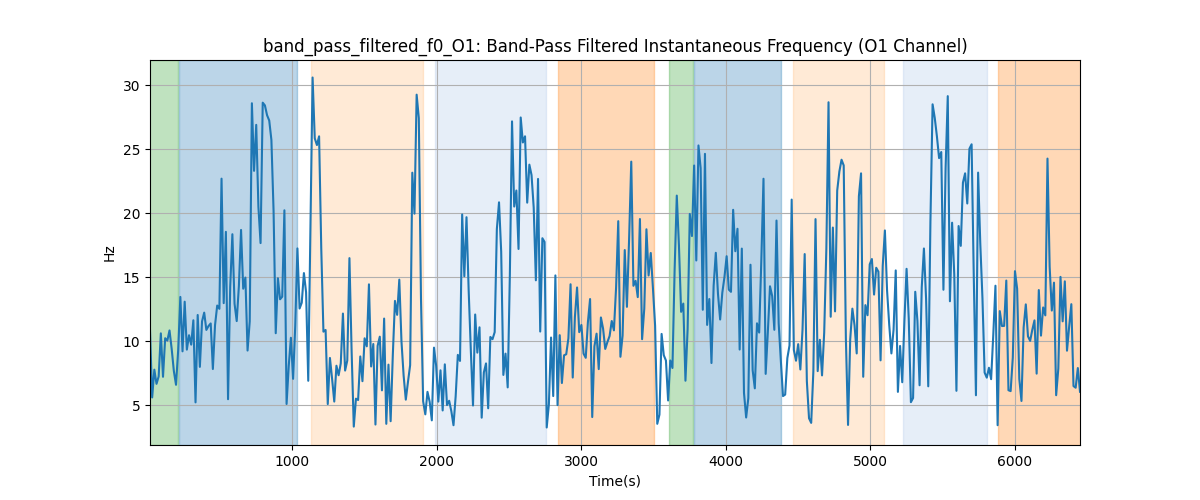 band_pass_filtered_f0_O1: Band-Pass Filtered Instantaneous Frequency (O1 Channel)
30
25
20
15
10
5
Hz
1000 2000 3000 4000 5000 6000
Time(s)